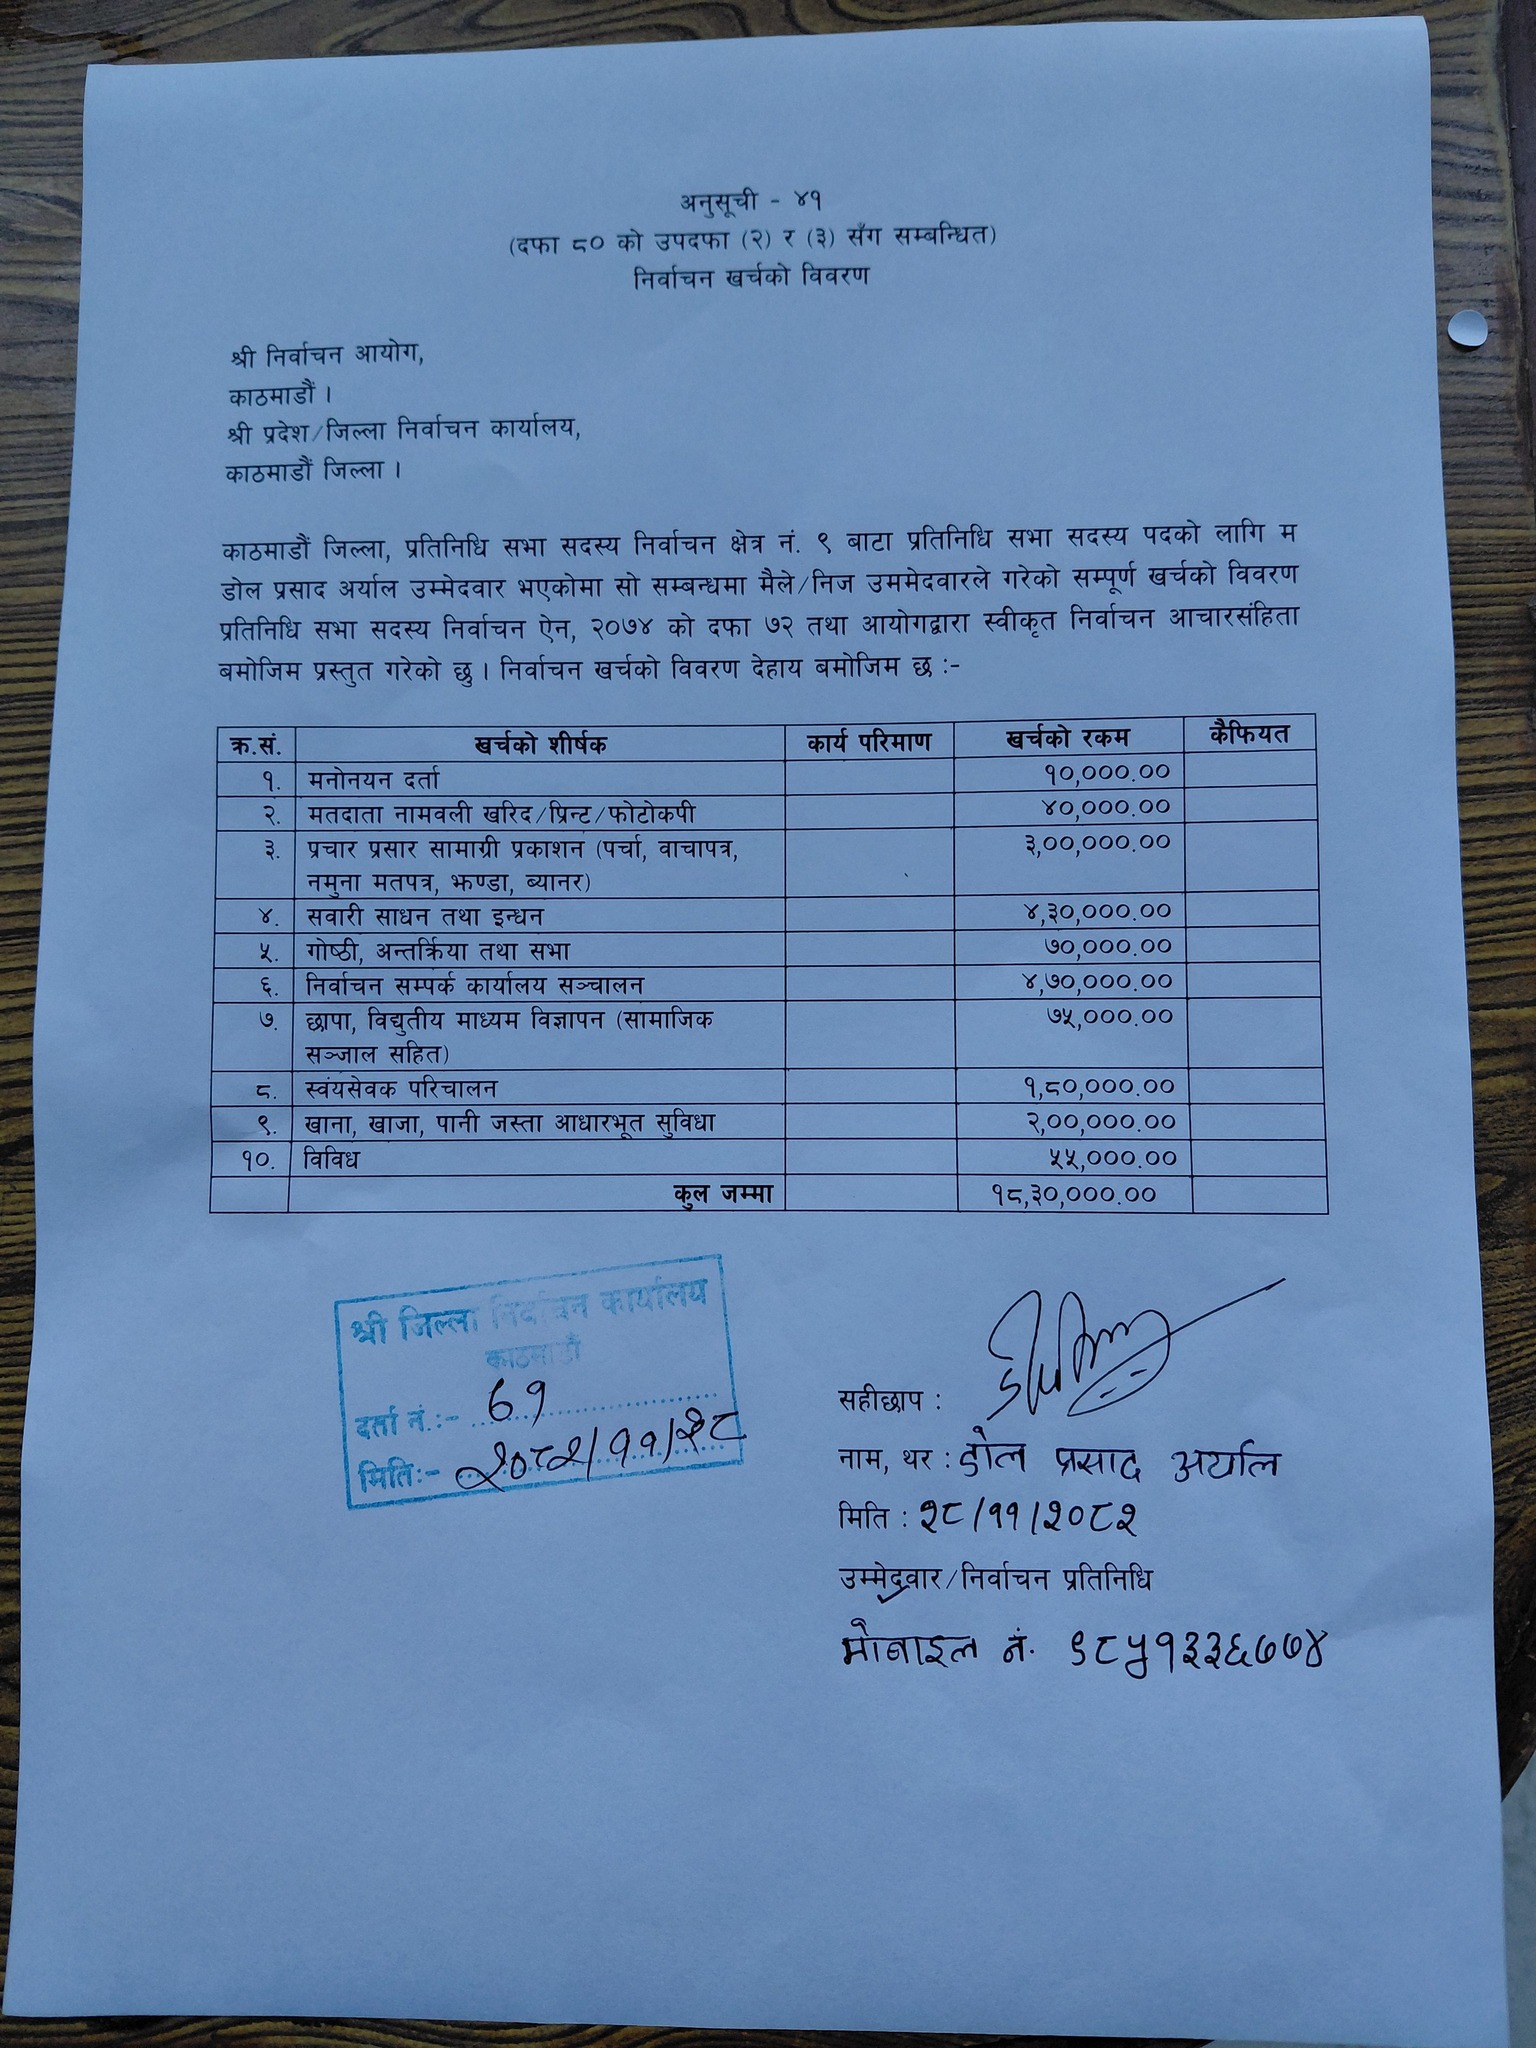 अनुसूची - ४१
(दफा ८० को उपदफा (२) र (३) सँग सम्बन्धित)
निर्वाचन खर्चको विवरण
श्री निर्वाचन आयोग,
काठमाडौं ।
श्री प्रदेश/जिल्ला निर्वाचन कार्यालय,
काठमाडौं जिल्ला ।
काठमाडौं जिल्ला, प्रतिनिधि सभा सदस्य निर्वाचन क्षेत्र नं. ९ बाटा प्रतिनिधि सभा सदस्य पदको लागि म
डोल प्रसाद अर्याल उम्मेदवार भएकोमा सो सम्बन्धमा मैले/निज उममेदवारले गरेको सम्पूर्ण खर्चको विवरण
प्रतिनिधि सभा सदस्य निर्वाचन ऐन, २०७४ को दफा ७२ तथा आयोगद्वारा स्वीकृत निर्वाचन आचारसंहिता
बमोजिम प्रस्तुत गरेको छु । निर्वाचन खर्चको विवरण देहाय बमोजिम छ :-
क्र.सं. खर्चको शीर्षक कार्य परिमाण खर्चको रकम कैफियत
१. मनोनयन दर्ता १०,०००.००
२. मतदाता नामवली खरिद/प्रिन्ट/फोटोकपी ४०,०००.००
३. प्रचार प्रसार सामाग्री प्रकाशन (पर्चा, वाचापत्र, ३,००,०००.००
नमुना मतपत्र, झण्डा, ब्यानर)
४. सवारी साधन तथा इन्धन ४,३०,०००.००
५. गोष्ठी, अन्तर्क्रिया तथा सभा ७०,०००.००
६. निर्वाचन सम्पर्क कार्यालय सञ्चालन ४,७०,०००.००
७. छापा, विद्युतीय माध्यम विज्ञापन (सामाजिक ७५,०००.००
सञ्जाल सहित)
८. स्वंयसेवक परिचालन १,८०,०००.००
९. खाना, खाजा, पानी जस्ता आधारभूत सुविधा २,००,०००.००
१०. विविध ५५,०००.००
कुल जम्मा १८,३०,०००.००
श्री जिल्ला निर्वाचन कार्यालय
काठमाडौं
दर्ता नं.:-
मिति:- २०८२/११/२८
सहीछाप :
नाम, थर : डोल प्रसाद अर्याल
मिति : २८/११/२०८२
उम्मेदवार/निर्वाचन प्रतिनिधि
मोबाइल नं. ९८५१३३६७७४